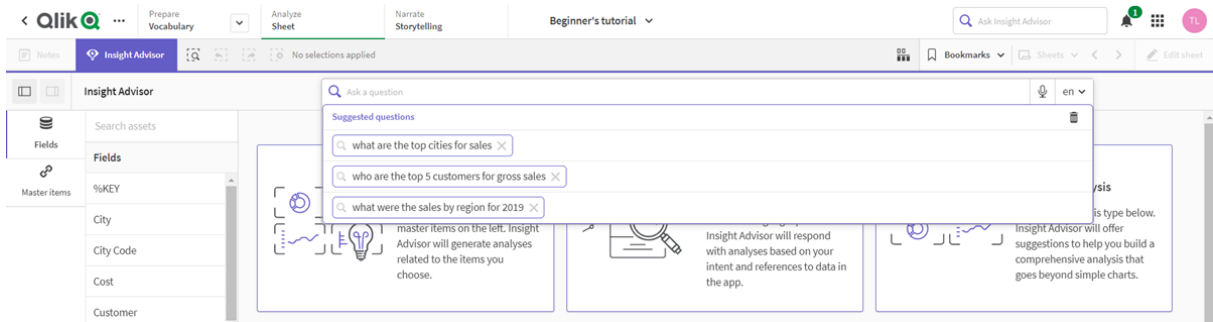 Qlik
Prepare
Vocabulary
Analyze
Sheet
Narrate
Storytelling
Beginner's tutorial
Ask Insight Advisor
1
TL
Notes
Insight Advisor
No selections applied
Bookmarks
Sheets
Edit sheet
Insight Advisor
Ask a question
en
Fields
Master items
Search assets
Fields
%KEY
City
City Code
Cost
Customer
Suggested questions
what are the top cities for sales
who are the top 5 customers for gross sales
what were the sales by region for 2019
master items on the left. Insight
Advisor will generate analyses
related to the items you
choose.
Insight Advisor will respond
with analyses based on your
intent and references to data in
the app.
is type below.
Insight Advisor will offer
suggestions to help you build a
comprehensive analysis that
goes beyond simple charts.